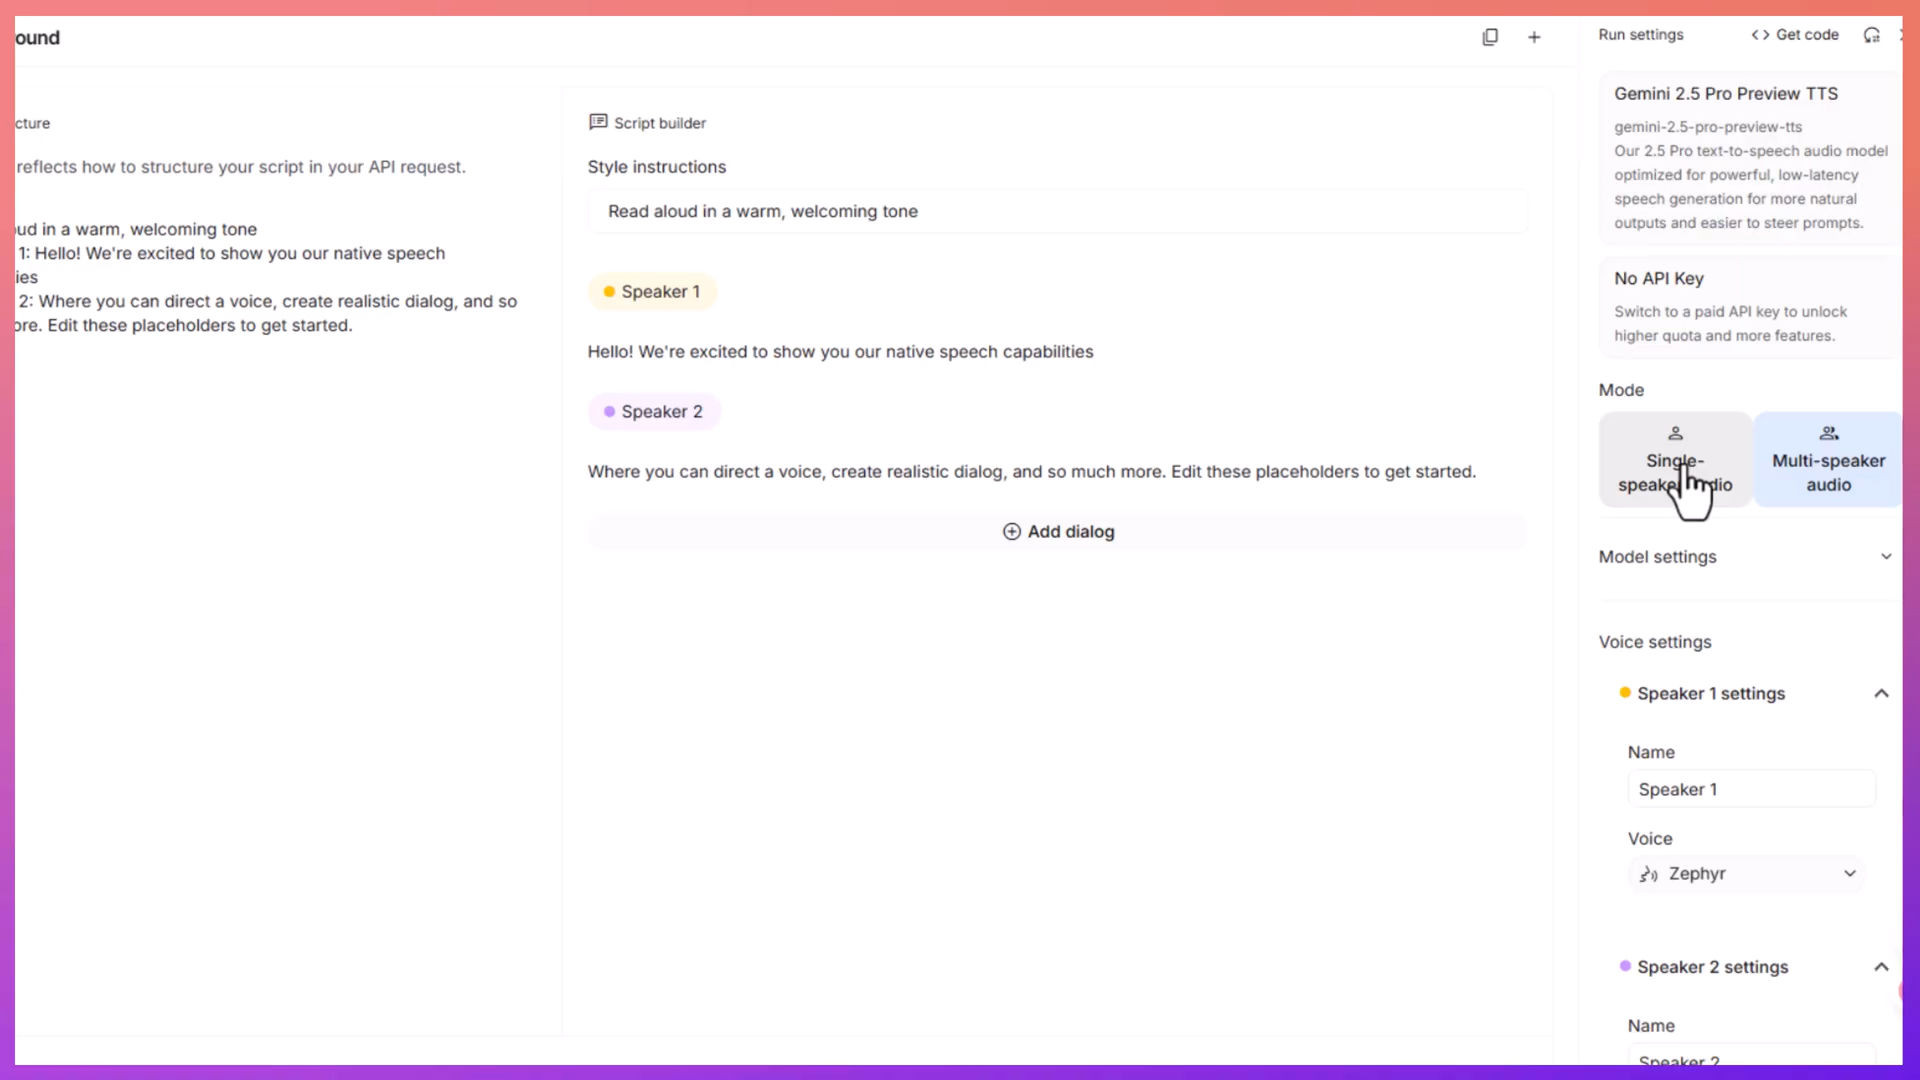 ound
cture
reflects how to structure your script in your API request.
ud in a warm, welcoming tone
1: Hello! We're excited to show you our native speech
ies
2: Where you can direct a voice, create realistic dialog, and so
ore. Edit these placeholders to get started.
Script builder
Style instructions
Read aloud in a warm, welcoming tone
Speaker 1
Hello! We're excited to show you our native speech capabilities
Speaker 2
Where you can direct a voice, create realistic dialog, and so much more. Edit these placeholders to get started.
Add dialog
Run settings
Get code
Gemini 2.5 Pro Preview TTS
gemini-2.5-pro-preview-tts
Our 2.5 Pro text-to-speech audio model
optimized for powerful, low-latency
speech generation for more natural
outputs and easier to steer prompts.
No API Key
Switch to a paid API key to unlock
higher quota and more features.
Mode
Single-
speaker audio
Multi-speaker
audio
Model settings
Voice settings
Speaker 1 settings
Name
Speaker 1
Voice
Zephyr
Speaker 2 settings
Name
Speaker 2